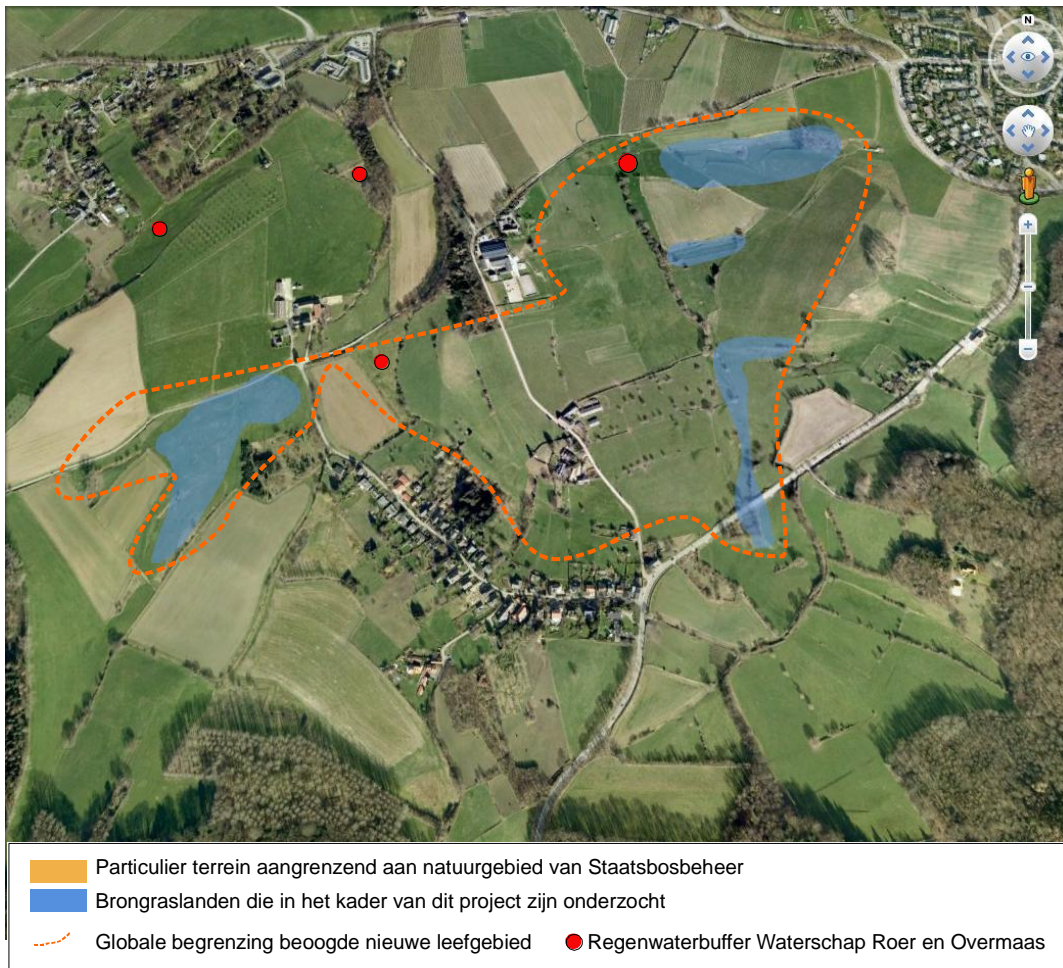 N
Particulier terrein aangrenzend aan natuurgebied van Staatsbosbeheer
Brongraslanden die in het kader van dit project zijn onderzocht
Globale begrenzing beoogde nieuwe leefgebied
Regenwaterbuffer Waterschap Roer en Overmaas